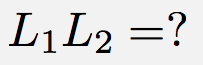 L₁L₂ =?